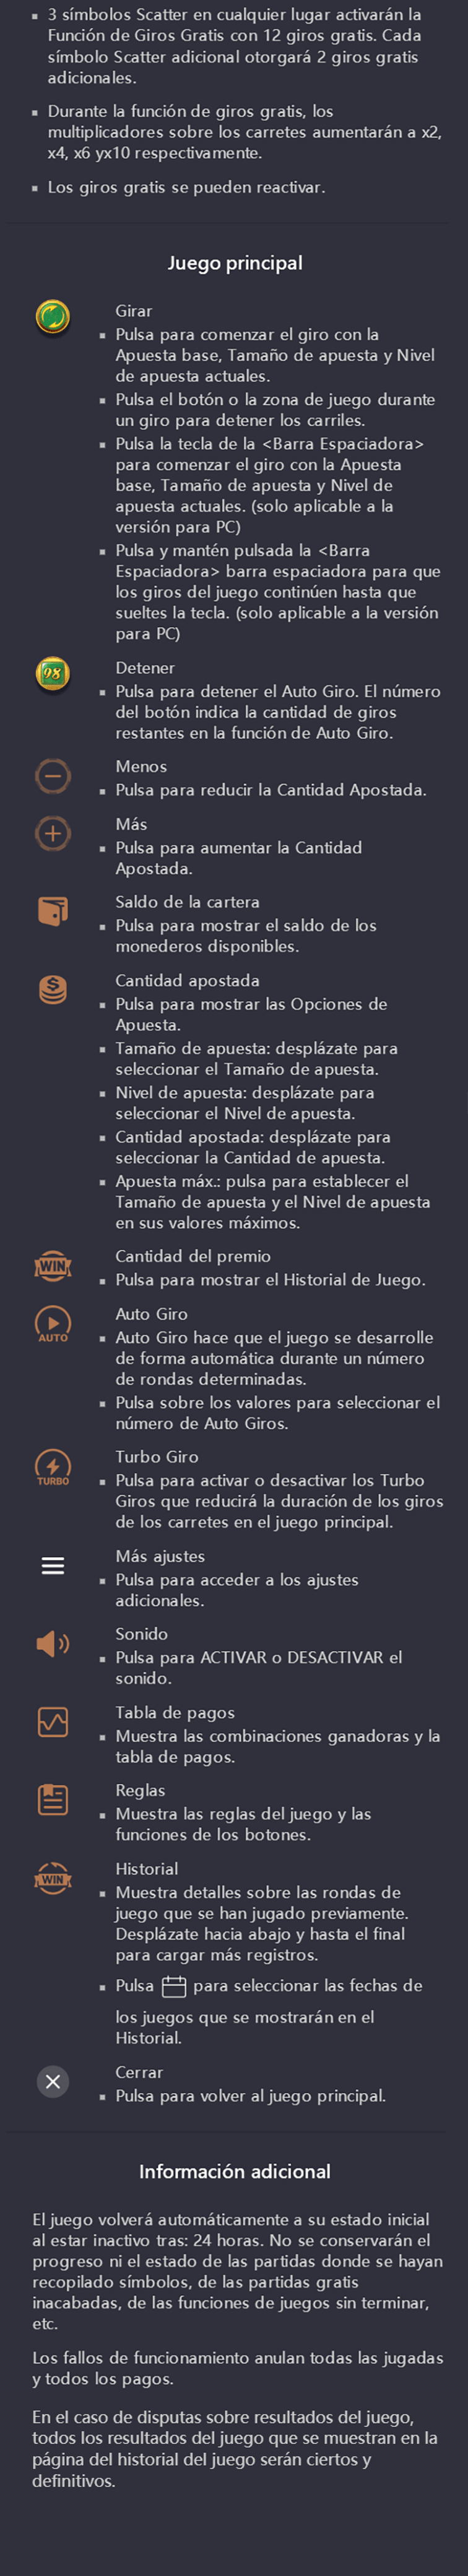 ▪ 3 símbolos Scatter en cualquier lugar activarán la
Función de Giros Gratis con 12 giros gratis. Cada
símbolo Scatter adicional otorgará 2 giros gratis
adicionales.
▪ Durante la función de giros gratis, los
multiplicadores sobre los carretes aumentarán a x2,
x4, x6 yx10 respectivamente.
▪ Los giros gratis se pueden reactivar.
Juego principal
Girar
▪ Pulsa para comenzar el giro con la
Apuesta base, Tamaño de apuesta y Nivel
de apuesta actuales.
▪ Pulsa el botón o la zona de juego durante
un giro para detener los carriles.
▪ Pulsa la tecla de la <Barra Espaciadora>
para comenzar el giro con la Apuesta
base, Tamaño de apuesta y Nivel de
apuesta actuales. (solo aplicable a la
versión para PC)
▪ Pulsa y mantén pulsada la <Barra
Espaciadora> barra espaciadora para que
los giros del juego continúen hasta que
sueltes la tecla. (solo aplicable a la versión
para PC)
98
Detener
▪ Pulsa para detener el Auto Giro. El número
del botón indica la cantidad de giros
restantes en la función de Auto Giro.
Menos
▪ Pulsa para reducir la Cantidad Apostada.
Más
▪ Pulsa para aumentar la Cantidad
Apostada.
Saldo de la cartera
▪ Pulsa para mostrar el saldo de los
monederos disponibles.
Cantidad apostada
▪ Pulsa para mostrar las Opciones de
Apuesta.
▪ Tamaño de apuesta: desplázate para
seleccionar el Tamaño de apuesta.
▪ Nivel de apuesta: desplázate para
seleccionar el Nivel de apuesta.
▪ Cantidad apostada: desplázate para
seleccionar la Cantidad de apuesta.
▪ Apuesta máx.: pulsa para establecer el
Tamaño de apuesta y el Nivel de apuesta
en sus valores máximos.
WIN
Cantidad del premio
▪ Pulsa para mostrar el Historial de Juego.
AUTO
Auto Giro
▪ Auto Giro hace que el juego se desarrolle
de forma automática durante un número
de rondas determinadas.
▪ Pulsa sobre los valores para seleccionar el
número de Auto Giros.
TURBO
Turbo Giro
▪ Pulsa para activar o desactivar los Turbo
Giros que reducirá la duración de los giros
de los carretes en el juego principal.
Más ajustes
▪ Pulsa para acceder a los ajustes
adicionales.
Sonido
▪ Pulsa para ACTIVAR o DESACTIVAR el
sonido.
Tabla de pagos
▪ Muestra las combinaciones ganadoras y la
tabla de pagos.
Reglas
▪ Muestra las reglas del juego y las
funciones de los botones.
WIN
Historial
▪ Muestra detalles sobre las rondas de
juego que se han jugado previamente.
Desplázate hacia abajo y hasta el final
para cargar más registros.
▪ Pulsa para seleccionar las fechas de
los juegos que se mostrarán en el
Historial.
Cerrar
▪ Pulsa para volver al juego principal.
Información adicional
El juego volverá automáticamente a su estado inicial
al estar inactivo tras: 24 horas. No se conservarán el
progreso ni el estado de las partidas donde se hayan
recopilado símbolos, de las partidas gratis
inacabadas, de las funciones de juegos sin terminar,
etc.
Los fallos de funcionamiento anulan todas las jugadas
y todos los pagos.
En el caso de disputas sobre resultados del juego,
todos los resultados del juego que se muestran en la
página del historial del juego serán ciertos y
definitivos.